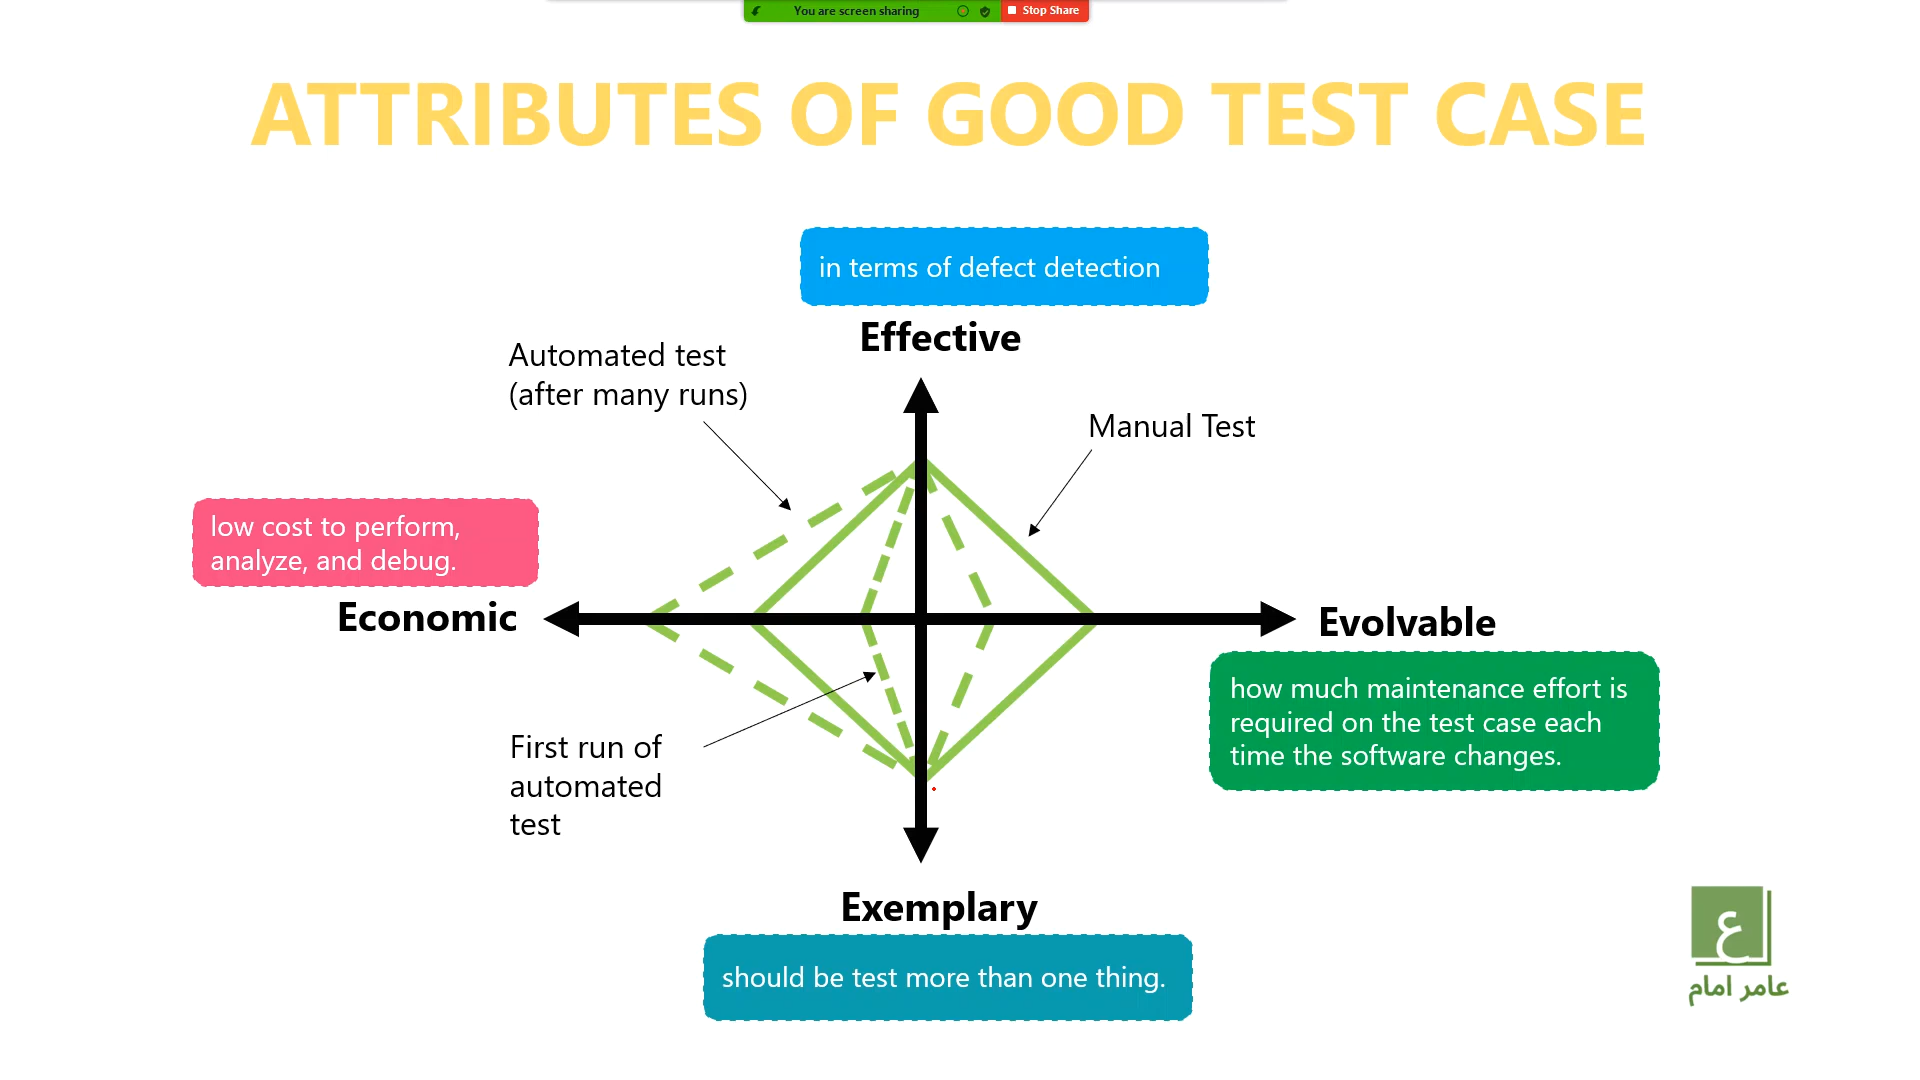 You are screen sharing
Stop Share
ATTRIBUTES OF GOOD TEST CASE
in terms of defect detection
Effective
Automated test
(after many runs)
Manual Test
low cost to perform,
analyze, and debug.
Economic
Evolvable
how much maintenance effort is
required on the test case each
time the software changes.
First run of
automated
test
Exemplary
should be test more than one thing.
ع
عامر امام